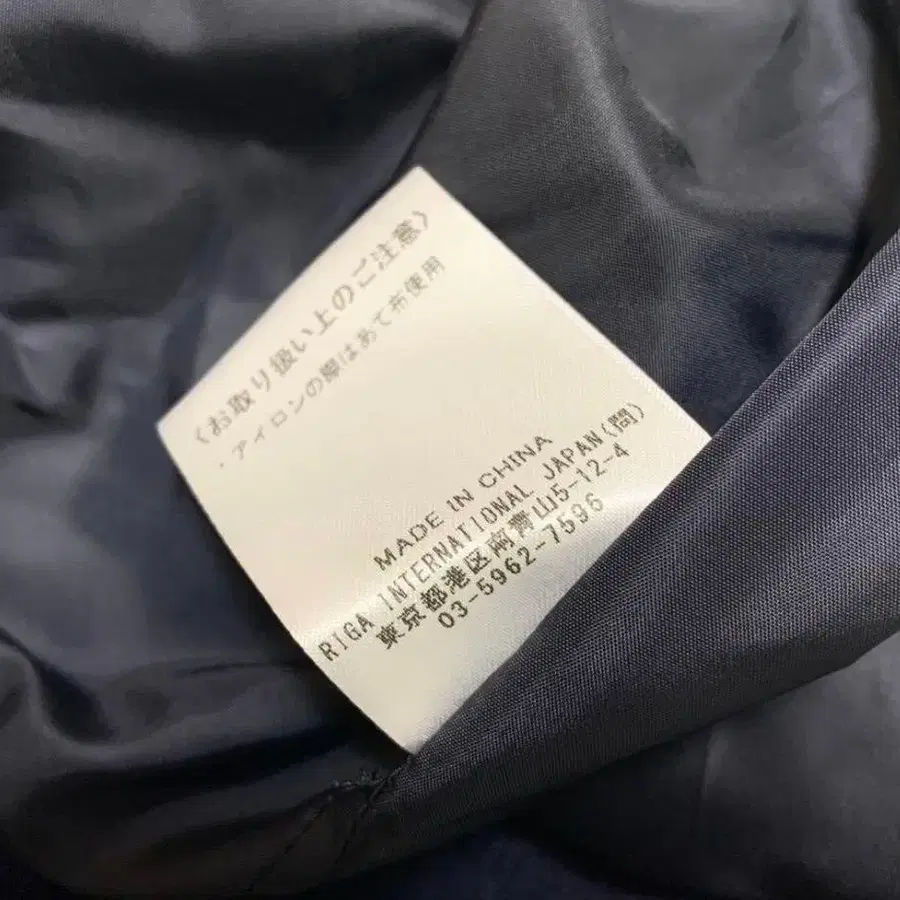 〈お取り扱い上のご注意〉
・アイロンの際はあて布使用
MADE IN CHINA
RIGA INTERNATIONAL JAPAN(問)
東京都港区南青山5-12-4
03-5962-7596